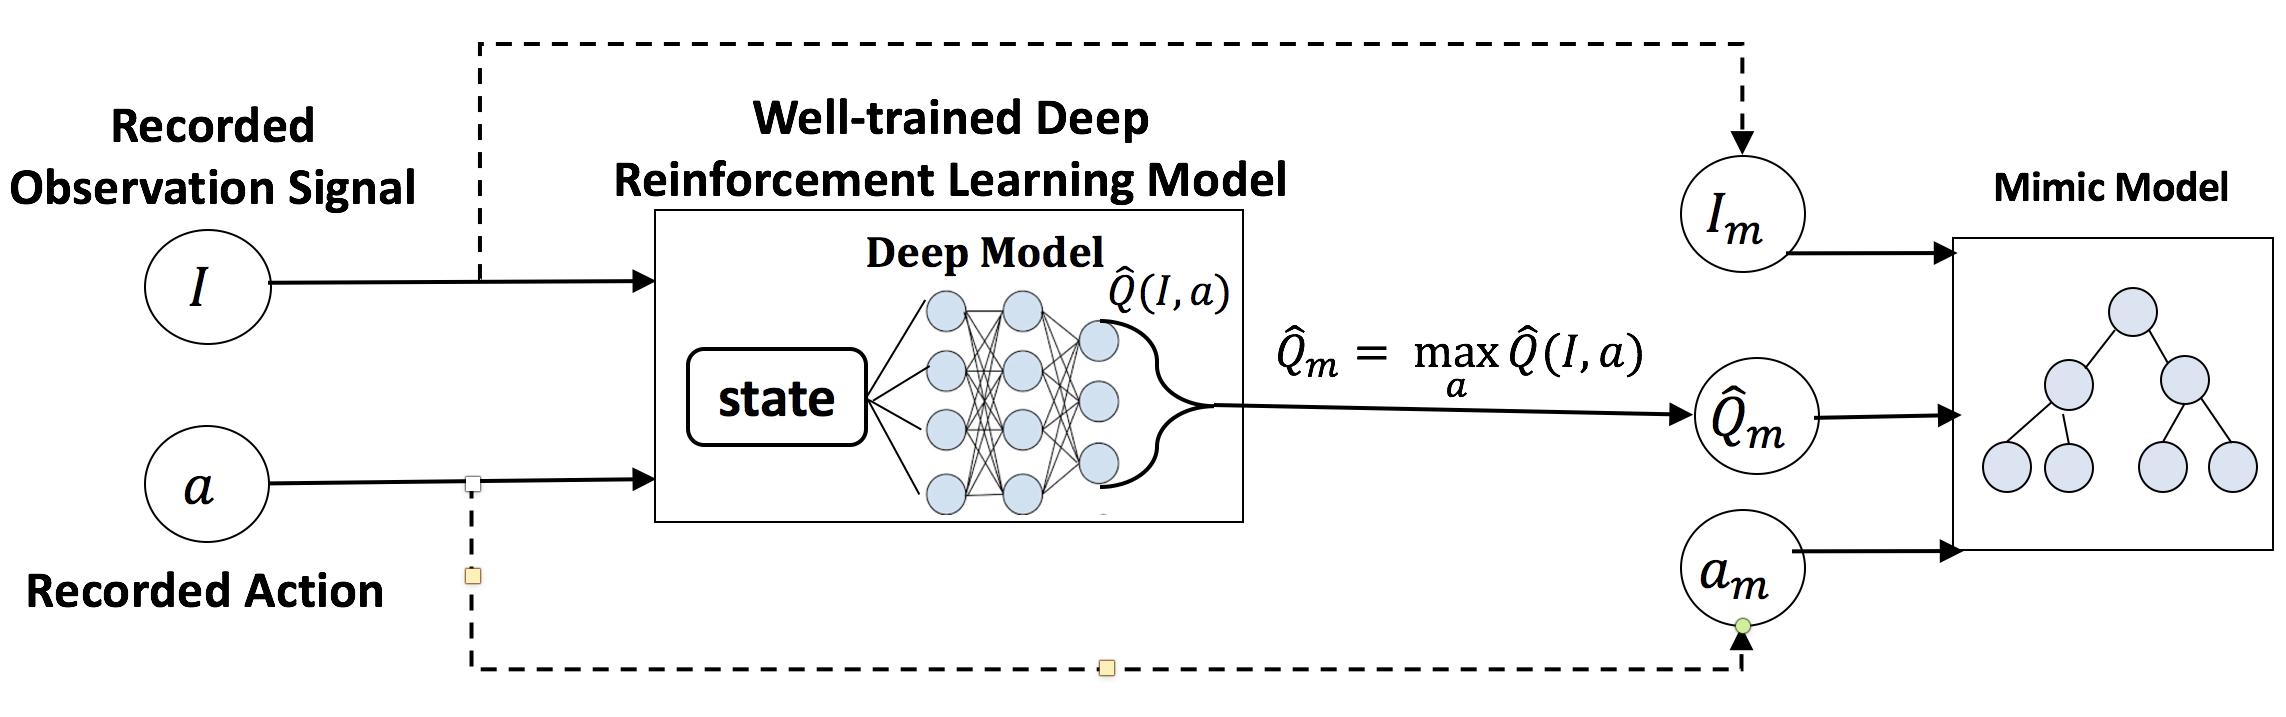 Recorded
Observation Signal
I
a
Recorded Action
Well-trained Deep
Reinforcement Learning Model
Deep Model
Q̂(I, a)
state
Q̂ₘ = max Q̂(I, a)
a
Iₘ
Q̂ₘ
aₘ
Mimic Model